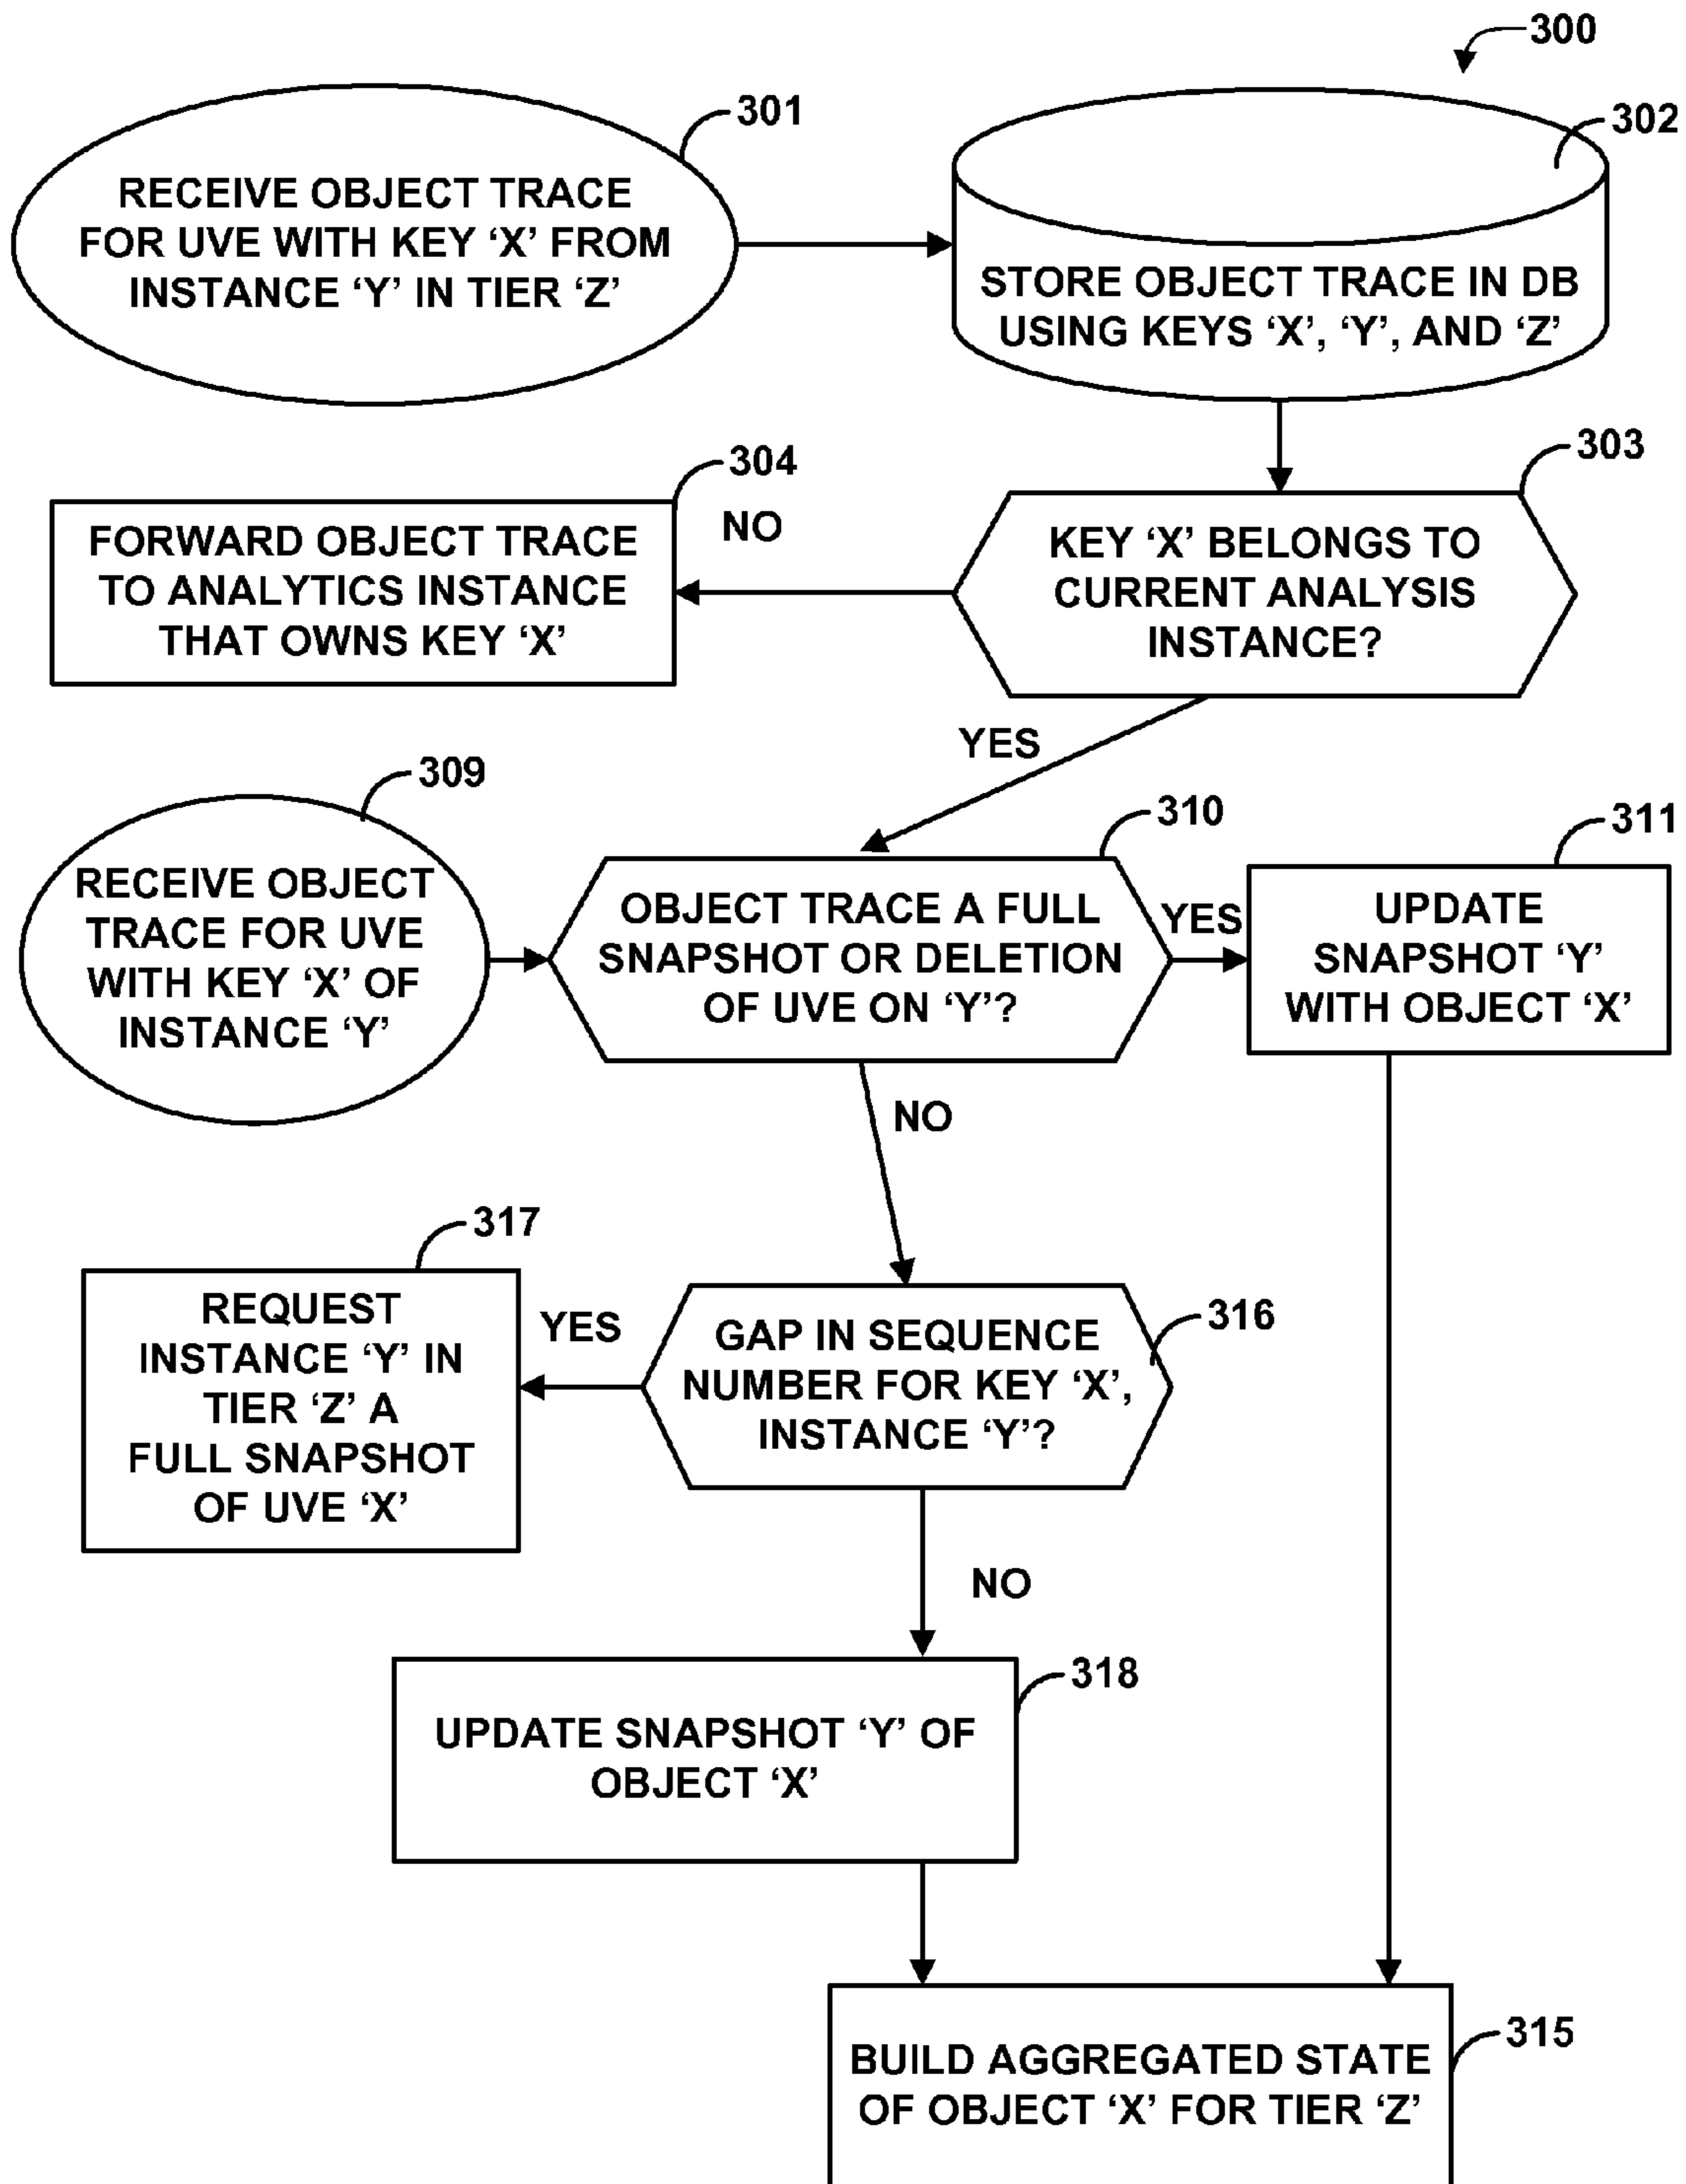 300
301
RECEIVE OBJECT TRACE
FOR UVE WITH KEY ‘X’ FROM
INSTANCE ‘Y’ IN TIER ‘Z’
302
STORE OBJECT TRACE IN DB
USING KEYS ‘X’, ‘Y’, AND ‘Z’
304
FORWARD OBJECT TRACE
TO ANALYTICS INSTANCE
THAT OWNS KEY ‘X’
NO
303
KEY ‘X’ BELONGS TO
CURRENT ANALYSIS
INSTANCE?
YES
309
RECEIVE OBJECT
TRACE FOR UVE
WITH KEY ‘X’ OF
INSTANCE ‘Y’
310
OBJECT TRACE A FULL
SNAPSHOT OR DELETION
OF UVE ON ‘Y’?
YES
311
UPDATE
SNAPSHOT ‘Y’
WITH OBJECT ‘X’
NO
317
REQUEST
INSTANCE ‘Y’ IN
TIER ‘Z’ A
FULL SNAPSHOT
OF UVE ‘X’
YES
316
GAP IN SEQUENCE
NUMBER FOR KEY ‘X’,
INSTANCE ‘Y’?
NO
318
UPDATE SNAPSHOT ‘Y’ OF
OBJECT ‘X’
315
BUILD AGGREGATED STATE
OF OBJECT ‘X’ FOR TIER ‘Z’